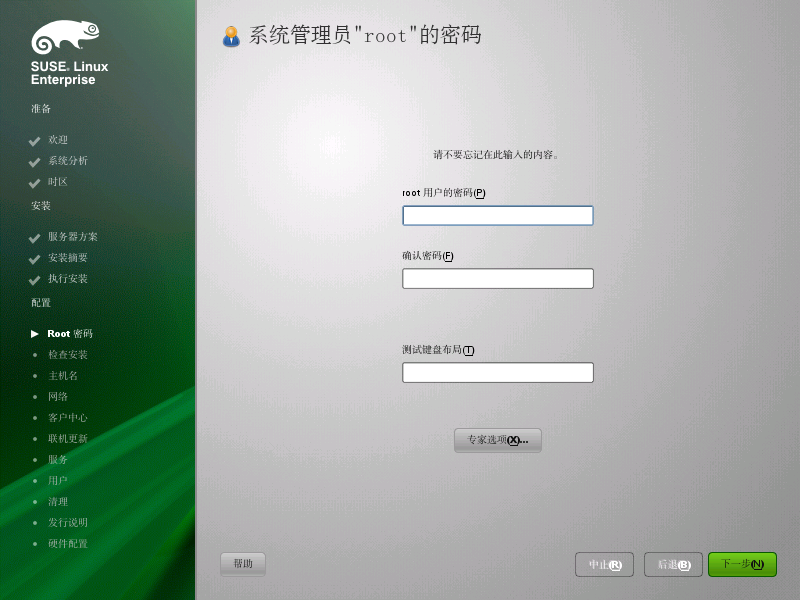 SUSE® Linux
Enterprise
准备
欢迎
系统分析
时区
安装
服务器方案
安装摘要
执行安装
配置
Root 密码
检查安装
主机名
网络
客户中心
联机更新
服务
用户
清理
发行说明
硬件配置
系统管理员"root"的密码
请不要忘记在此输入的内容。
root 用户的密码(P)
确认密码(F)
测试键盘布局(T)
专家选项(X)...
帮助
中止(R)
后退(B)
下一步(N)